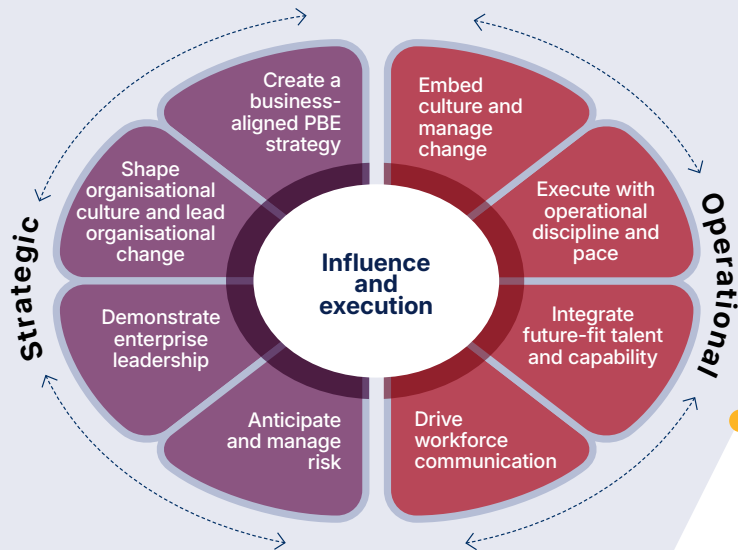 Create a
business-
aligned PBE
strategy
Embed
culture and
manage
change
Shape
organisational
culture and lead
organisational
change
Execute with
operational
discipline and
pace
Strategic
Influence
and
execution
Operational
Demonstrate
enterprise
leadership
Integrate
future-fit talent
and capability
Anticipate
and manage
risk
Drive
workforce
communication